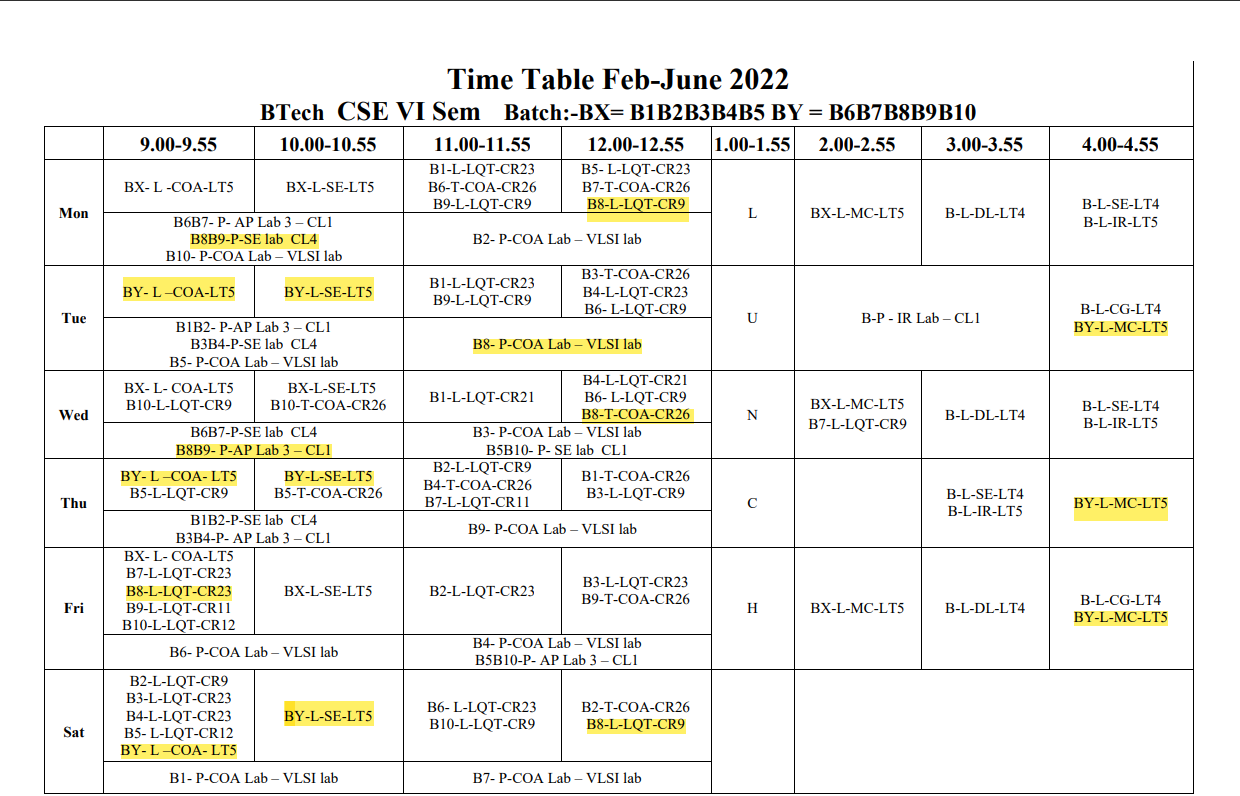 Time Table Feb-June 2022
BTech CSE VI Sem Batch:-BX= B1B2B3B4B5 BY = B6B7B8B9B10
9.00-9.55 10.00-10.55 11.00-11.55 12.00-12.55 1.00-1.55 2.00-2.55 3.00-3.55 4.00-4.55
Mon
BX- L -COA-LT5
BX-L-SE-LT5
B1-L-LQT-CR23
B6-T-COA-CR26
B9-L-LQT-CR9
B5- L-LQT-CR23
B7-T-COA-CR26
B8-L-LQT-CR9
L
BX-L-MC-LT5
B-L-DL-LT4
B-L-SE-LT4
B-L-IR-LT5
B6B7- P- AP Lab 3 – CL1
B8B9-P-SE lab CL4
B10- P-COA Lab – VLSI lab
B2- P-COA Lab – VLSI lab
Tue
BY- L –COA-LT5
BY-L-SE-LT5
B1-L-LQT-CR23
B9-L-LQT-CR9
B3-T-COA-CR26
B4-L-LQT-CR23
B6- L-LQT-CR9
U
B-P - IR Lab – CL1
B-L-CG-LT4
BY-L-MC-LT5
B1B2- P-AP Lab 3 – CL1
B3B4-P-SE lab CL4
B5- P-COA Lab – VLSI lab
B8- P-COA Lab – VLSI lab
Wed
BX- L- COA-LT5
B10-L-LQT-CR9
BX-L-SE-LT5
B10-T-COA-CR26
B1-L-LQT-CR21
B4-L-LQT-CR21
B6- L-LQT-CR9
B8-T-COA-CR26
N
BX-L-MC-LT5
B7-L-LQT-CR9
B-L-DL-LT4
B-L-SE-LT4
B-L-IR-LT5
B6B7-P-SE lab CL4
B8B9- P-AP Lab 3 – CL1
B3- P-COA Lab – VLSI lab
B5B10-P- SE lab CL1
Thu
BY- L –COA- LT5
B5-L-LQT-CR9
BY-L-SE-LT5
B5-T-COA-CR26
B2-L-LQT-CR9
B4-T-COA-CR26
B7-L-LQT-CR11
B1-T-COA-CR26
B3-L-LQT-CR9
C
B-L-SE-LT4
B-L-IR-LT5
BY-L-MC-LT5
B1B2-P-SE lab CL4
B3B4-P- AP Lab 3 – CL1
B9- P-COA Lab – VLSI lab
Fri
BX- L- COA-LT5
B7-L-LQT-CR23
B8-L-LQT-CR23
B9-L-LQT-CR11
B10-L-LQT-CR12
BX-L-SE-LT5
B2-L-LQT-CR23
B3-L-LQT-CR23
B9-T-COA-CR26
H
BX-L-MC-LT5
B-L-DL-LT4
B-L-CG-LT4
BY-L-MC-LT5
B6- P-COA Lab – VLSI lab
B4- P-COA Lab – VLSI lab
B5B10-P- AP Lab 3 – CL1
Sat
B2-L-LQT-CR9
B3-L-LQT-CR23
B4-L-LQT-CR23
B5- L-LQT-CR12
BY- L –COA- LT5
BY-L-SE-LT5
B6- L-LQT-CR23
B10-L-LQT-CR9
B2-T-COA-CR26
B8-L-LQT-CR9
B1- P-COA Lab – VLSI lab
B7- P-COA Lab – VLSI lab